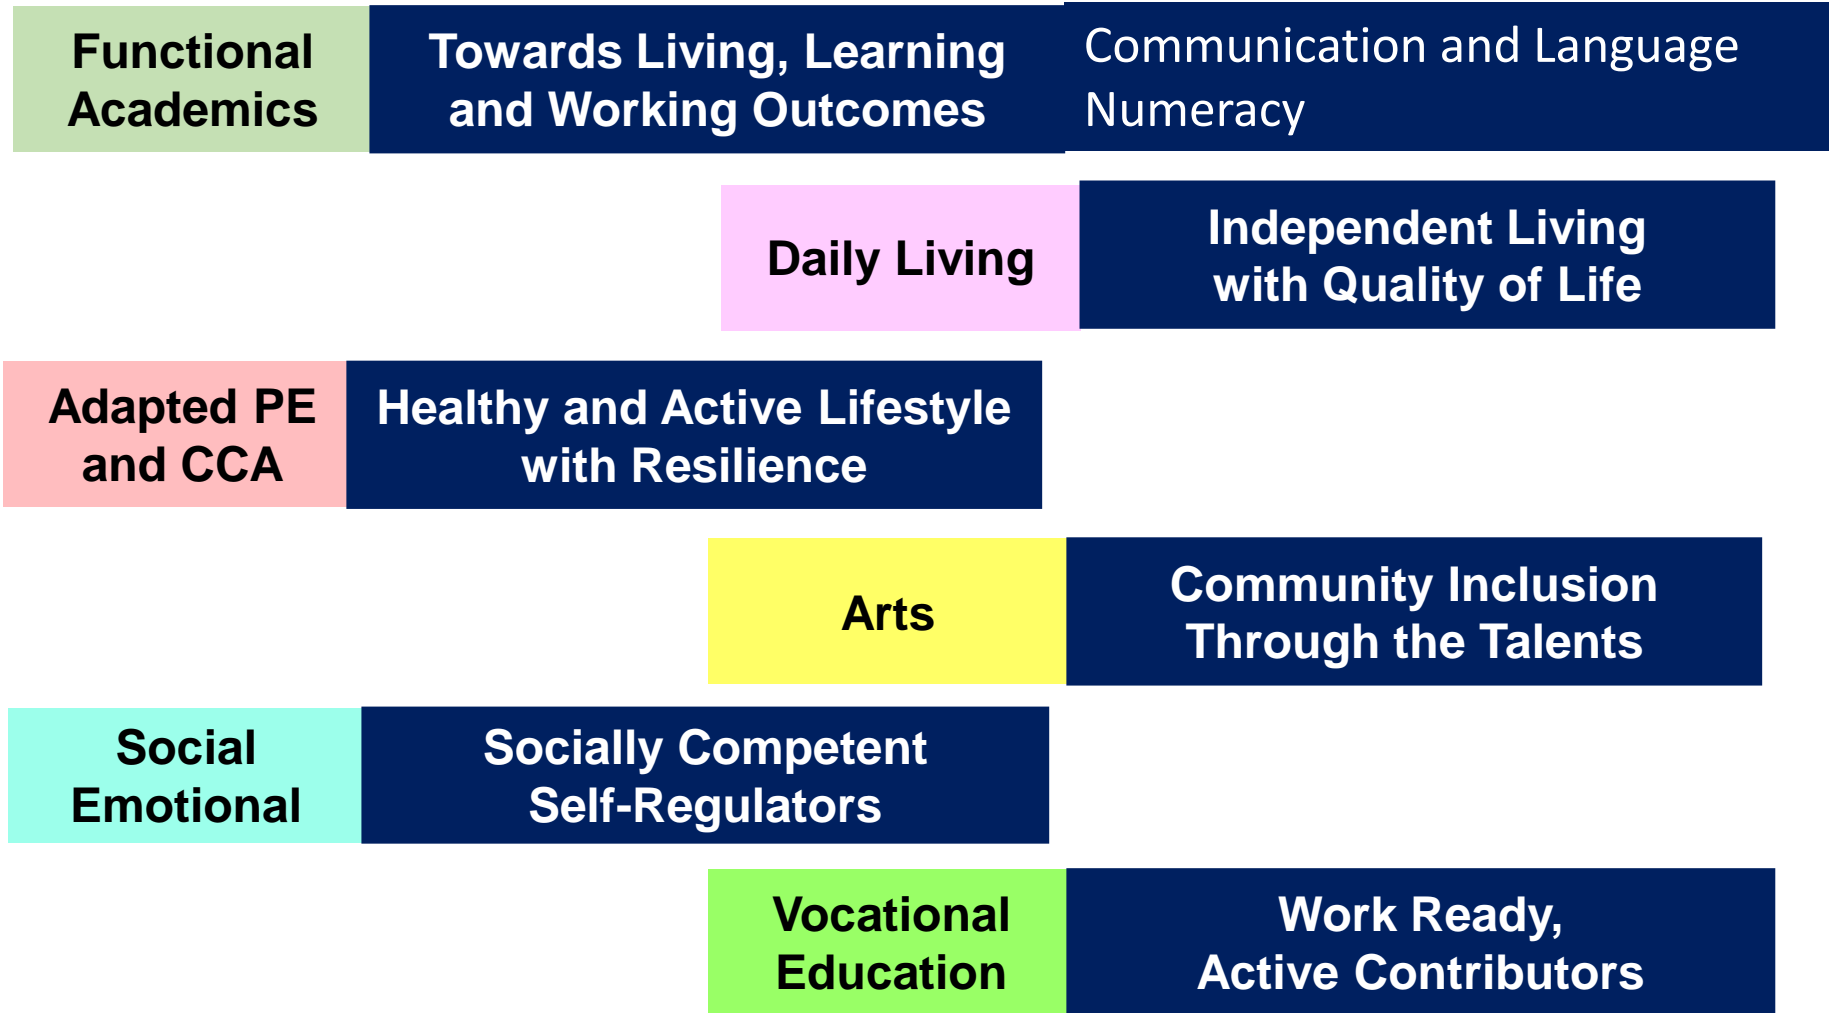 Functional
Academics
Towards Living, Learning
and Working Outcomes
Communication and Language
Numeracy
Daily Living
Independent Living
with Quality of Life
Adapted PE
and CCA
Healthy and Active Lifestyle
with Resilience
Arts
Community Inclusion
Through the Talents
Social
Emotional
Socially Competent
Self-Regulators
Vocational
Education
Work Ready,
Active Contributors